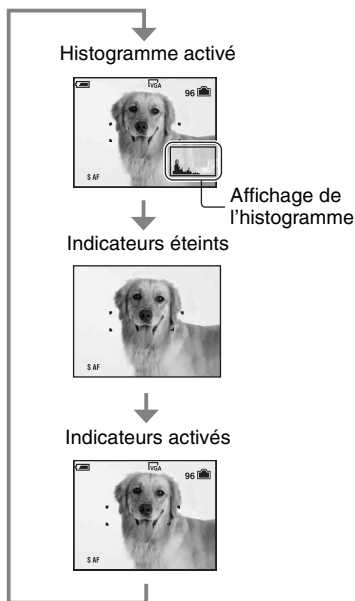 Histogramme activé
VGA
96
S AF
Affichage de
l'histogramme
Indicateurs éteints
S AF
Indicateurs activés
VGA
96
S AF